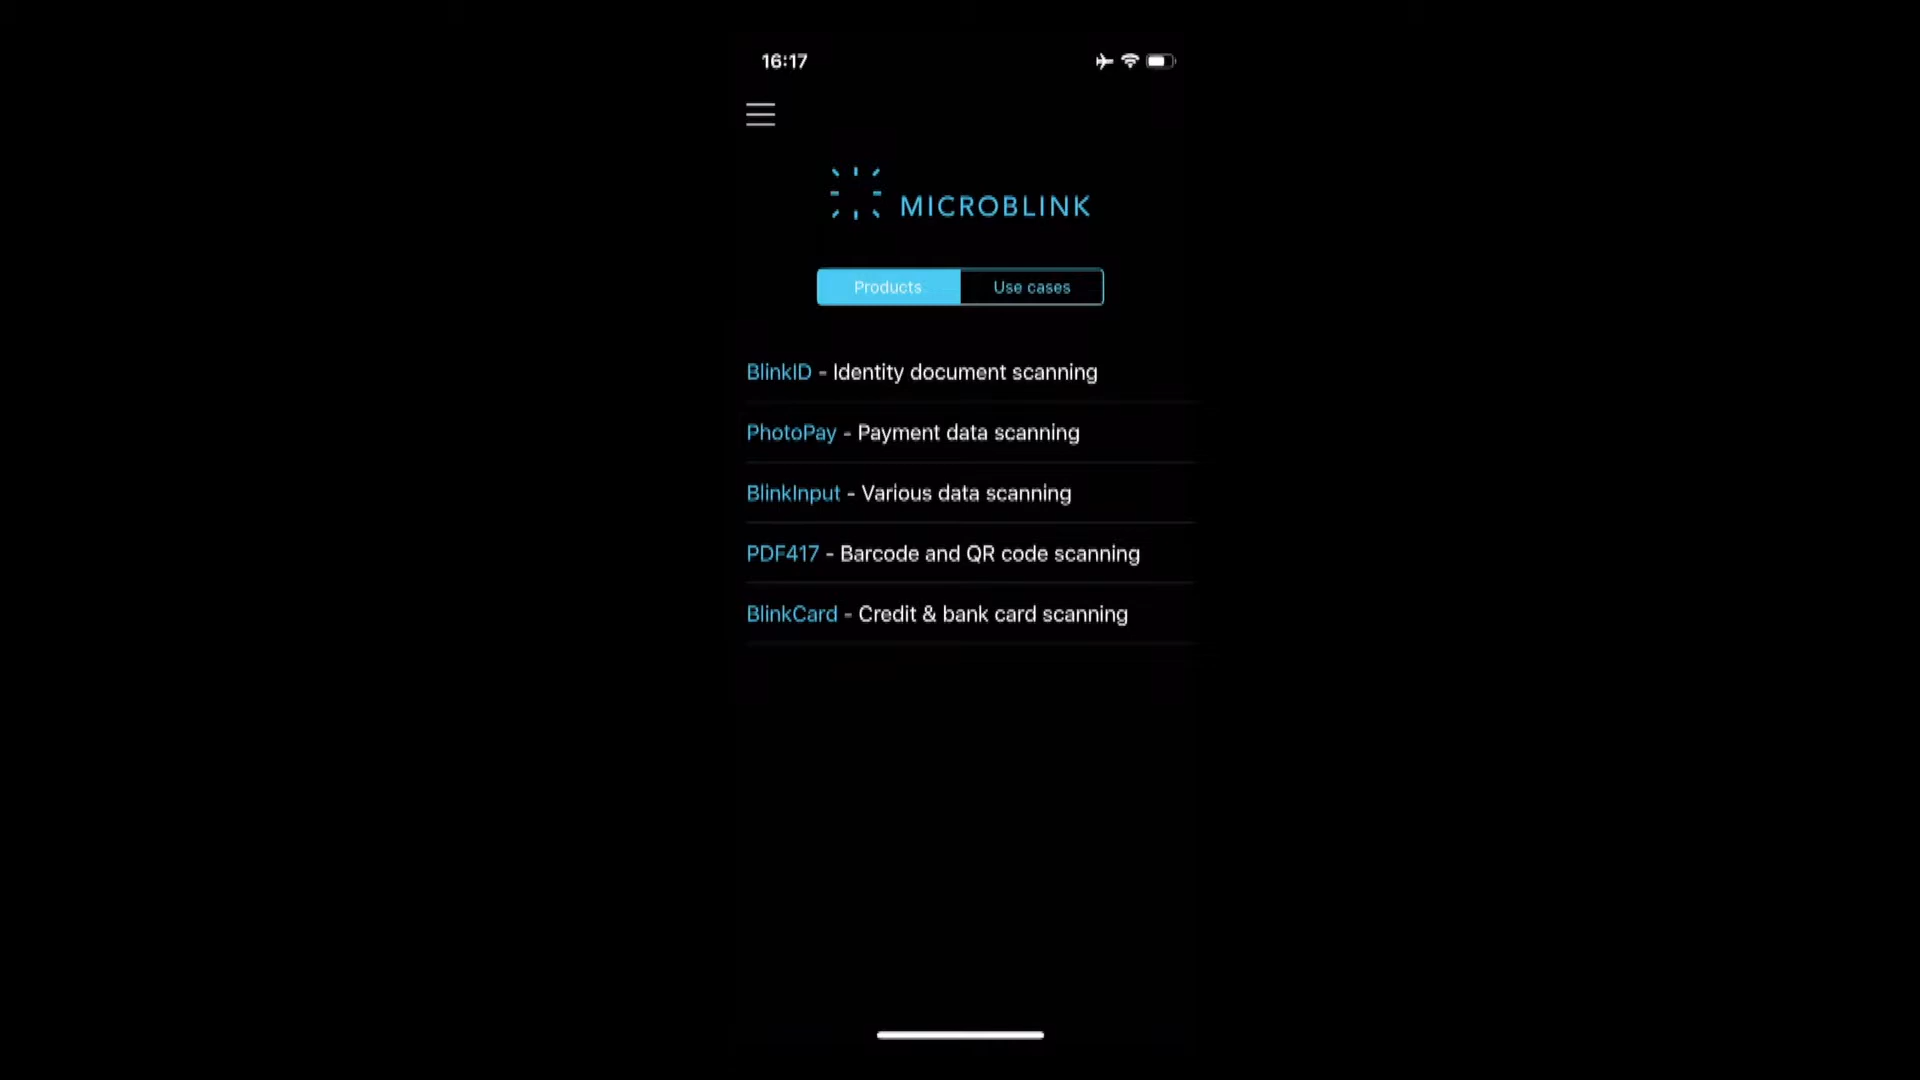 16:17
MICROBLINK
Products Use cases
BlinkID - Identity document scanning
PhotoPay - Payment data scanning
BlinkInput - Various data scanning
PDF417 - Barcode and QR code scanning
BlinkCard - Credit & bank card scanning